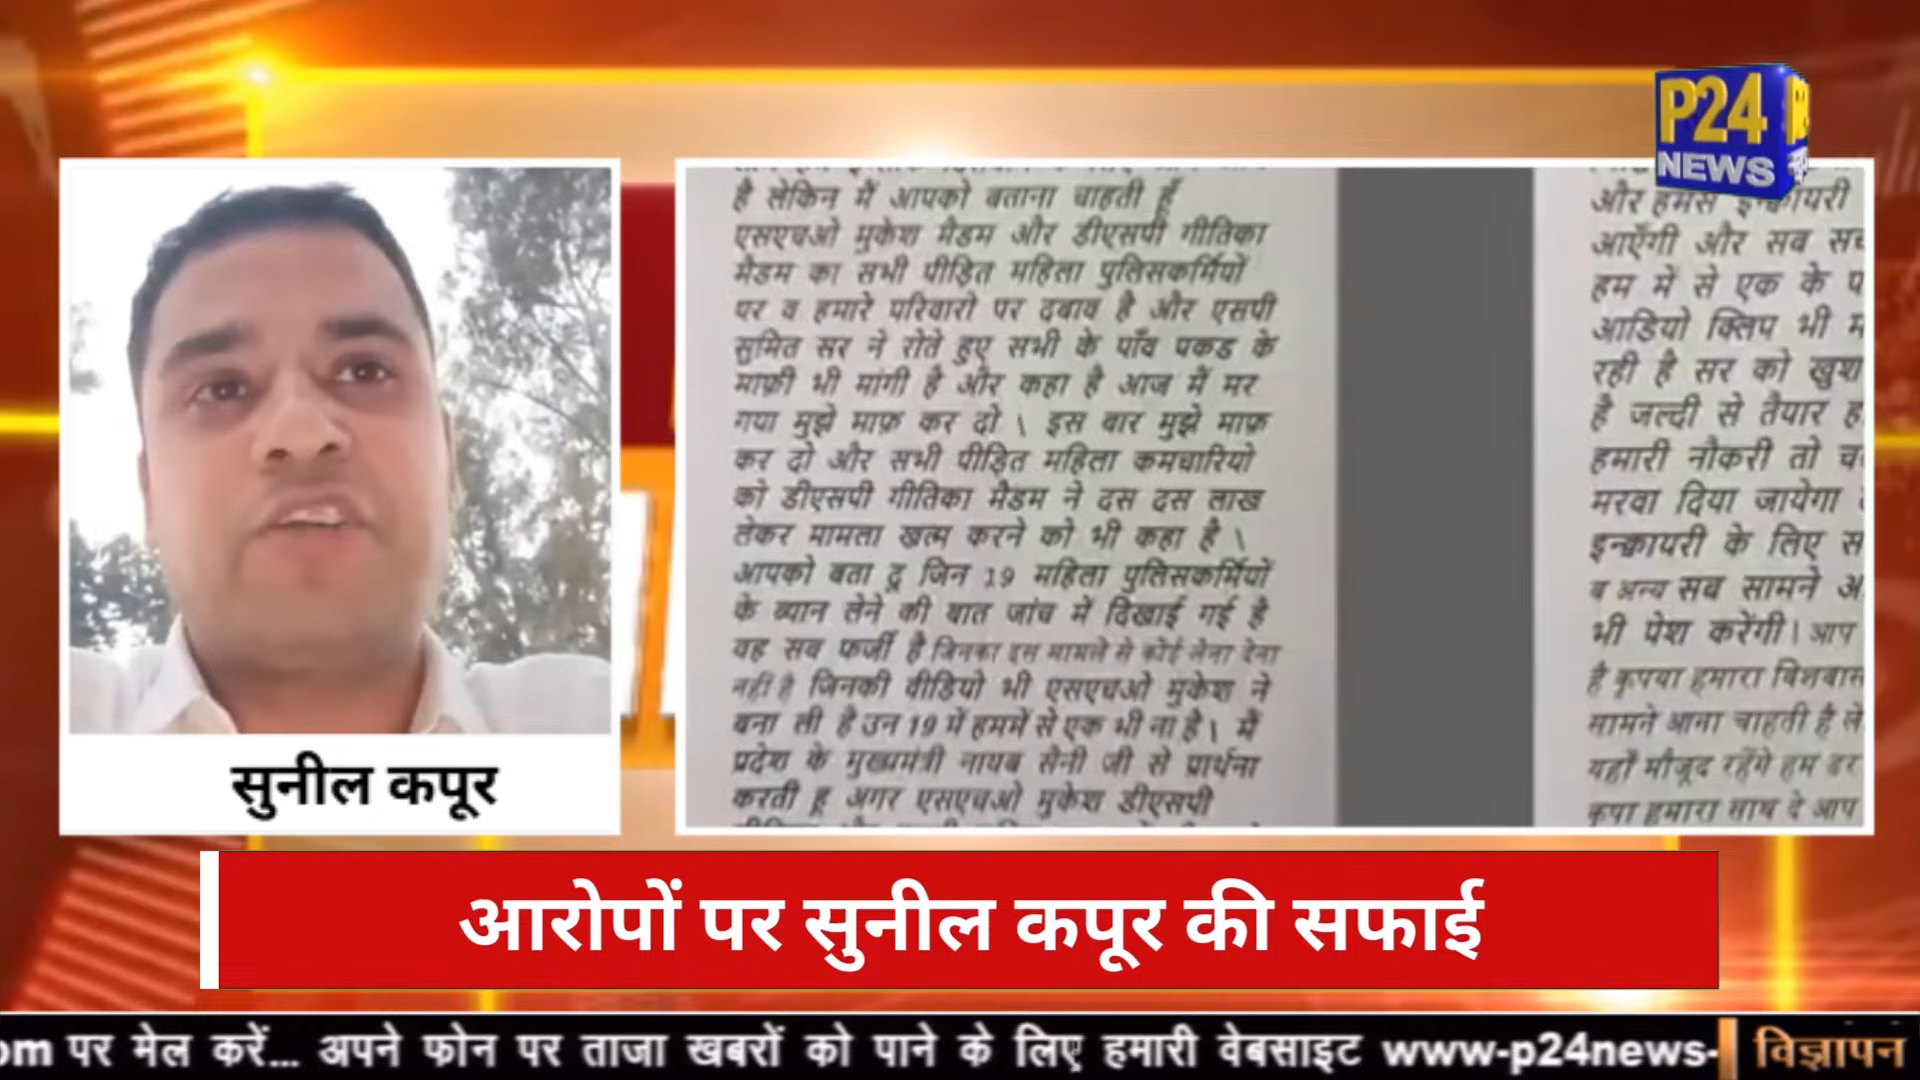 P24
NEWS
है लेकिन मैं आपको बताना चाहती हूँ
एसएचओ मुकेश मैडम और डीएसपी गीतिका
मैडम का सभी पीड़ित महिला पुलिसकर्मियों
पर व हमारे परिवारो पर दबाव है और एसपी
सुमित सर ने रोते हुए सभी के पाँव पकड के
माफ़ी भी मांगी है और कहा है आज में मर
गया मुझे माफ़ कर दो \ इस बार मुझे माफ़
कर दो और सभी पीड़ित महिला कमचारियो
को डीएसपी गीतिका मैडम ने दस दस लाख
लेकर मामला खत्म करने को भी कहा है \
आपको बता दू जिन 19 महिला पुलिसकर्मियों
के ब्यान लेने की बात जांच में दिखाई गई है
वह सब फर्जी है जिनका इस मामले से कोई लेना देना
नहीं है जिनकी वीडियो भी एसएचओ मुकेश ने
बना ली है उन 19 में हममें से एक भी ना है। मैं
प्रदेश के मुख्यमंत्री नायब सैनी जी से प्रार्थना
करती हू अगर एसएचओ मुकेश डीएसपी
और हमसे इन्क्वायरी
आएँगी और सब सच
हम में से एक के प
आडियो क्लिप भी म
रही है सर को खुश
है जल्दी से तैयार ह
हमारी नौकरी तो च
मरवा दिया जायेगा
इन्क्वायरी के लिए स
व अन्य सब सामने अ
भी पेश करेंगी। आप
है कृपया हमारा विशवास
सामने आना चाहती है ले
यहाँ मौजूद रहेंगे हम डर
कृपा हमारा साथ दे आप
सुनील कपूर
आरोपों पर सुनील कपूर की सफाई
om पर मेल करें... अपने फोन पर ताजा खबरों को पाने के लिए हमारी वेबसाइट www-p24news-
विज्ञापन